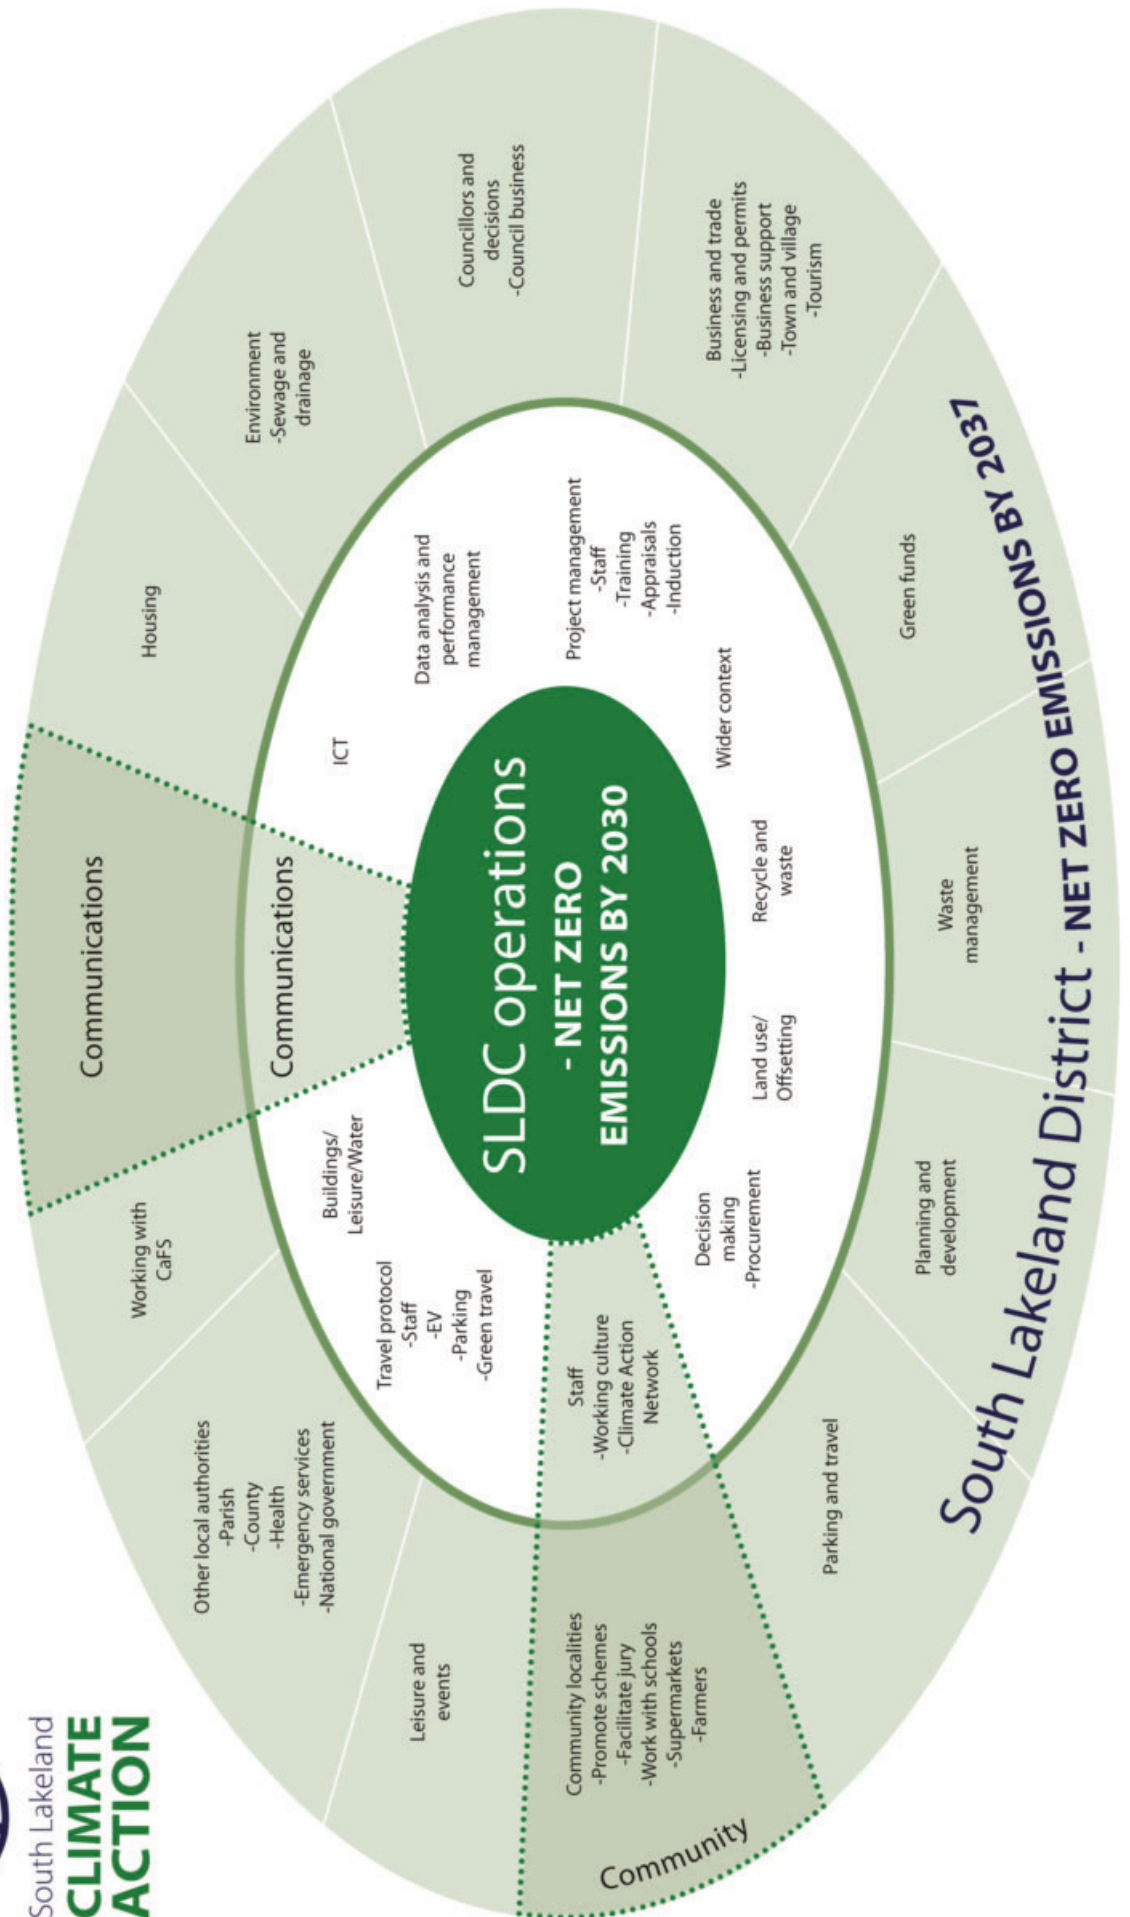 South Lakeland
CLIMATE
ACTION
Communications
Communications
Housing
Environment
-Sewage and
drainage
Councillors and
decisions
-Council business
Business and trade
-Licensing and permits
-Business support
-Town and village
-Tourism
Green funds
Waste
management
Planning and
development
Parking and travel
Community localities
-Promote schemes
-Facilitate jury
-Work with schools
-Supermarkets
-Farmers
Community
Leisure and
events
Other local authorities
-Parish
-County
-Health
-Emergency services
-National government
Working with
CaFS
ICT
Data analysis and
performance
management
Project management
-Staff
-Training
-Appraisals
-Induction
Wider context
Recycle and
waste
Land use/
Offsetting
Decision
making
-Procurement
Staff
-Working culture
-Climate Action
Network
Travel protocol
-Staff
-EV
-Parking
-Green travel
Buildings/
Leisure/Water
SLDC operations
- NET ZERO
EMISSIONS BY 2030
South Lakeland District - NET ZERO EMISSIONS BY 2037